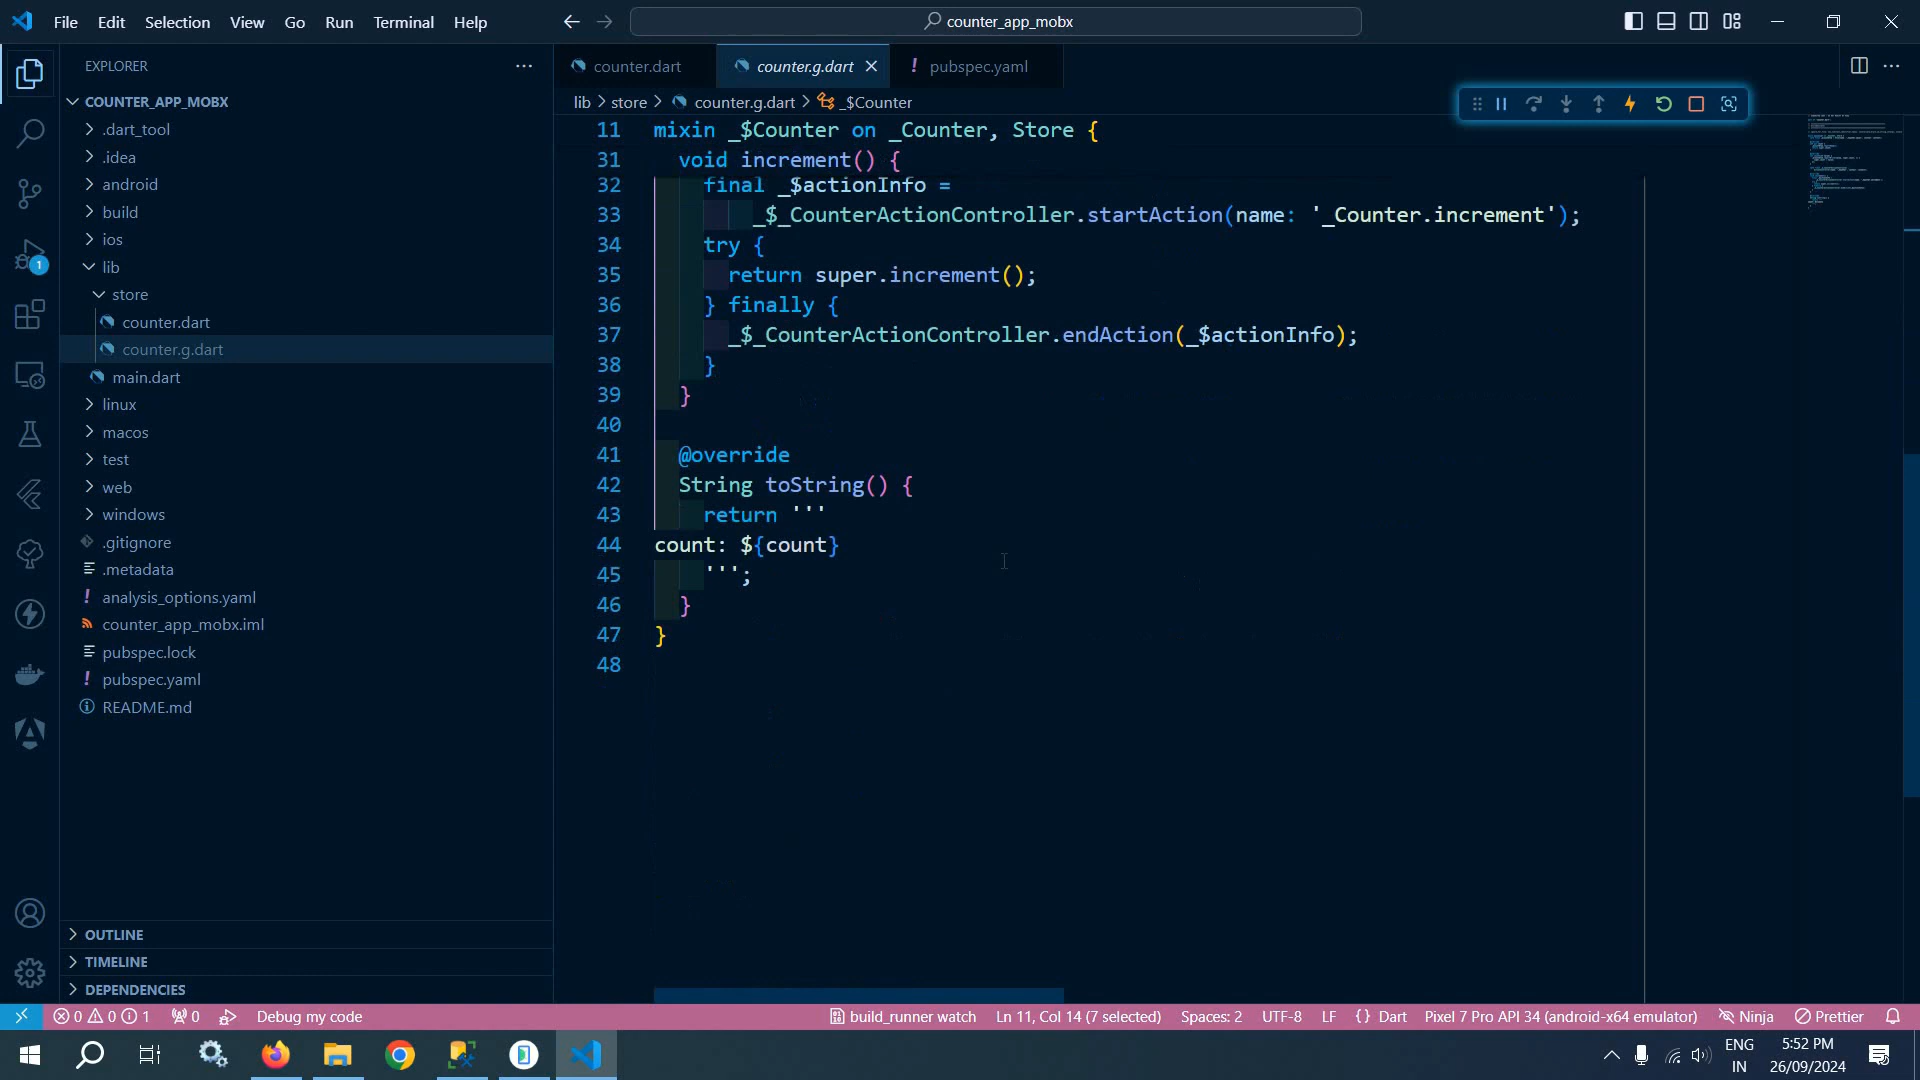 File Edit Selection View Go Run Terminal Help
counter_app_mobx
EXPLORER
COUNTER_APP_MOBX
.dart_tool
.idea
android
build
ios
lib
store
counter.dart
counter.g.dart
main.dart
linux
macos
test
web
windows
.gitignore
.metadata
analysis_options.yaml
counter_app_mobx.iml
pubspec.lock
pubspec.yaml
README.md
OUTLINE
TIMELINE
DEPENDENCIES
1
counter.dart counter.g.dart pubspec.yaml
lib > store > counter.g.dart > _$Counter
11 mixin _$Counter on _Counter, Store {
31 void increment() {
32 final _$actionInfo =
33 _$_CounterActionController.startAction(name: '_Counter.increment');
34 try {
35 return super.increment();
36 } finally {
37 _$_CounterActionController.endAction(_$actionInfo);
38 }
39 }
40
41 @override
42 String toString() {
43 return '''
44 count: ${count}
45 ''';
46 }
47 }
48
0 0 1 0 Debug my code build_runner watch Ln 11, Col 14 (7 selected) Spaces: 2 UTF-8 LF {} Dart Pixel 7 Pro API 34 (android-x64 emulator) Ninja Prettier
ENG
IN
5:52 PM
26/09/2024